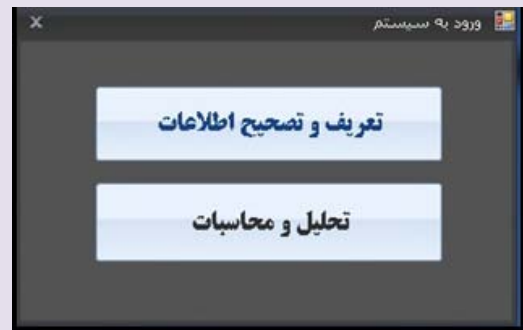 ورود به سیستم
تعریف و تصحیح اطلاعات
تحلیل و محاسبات